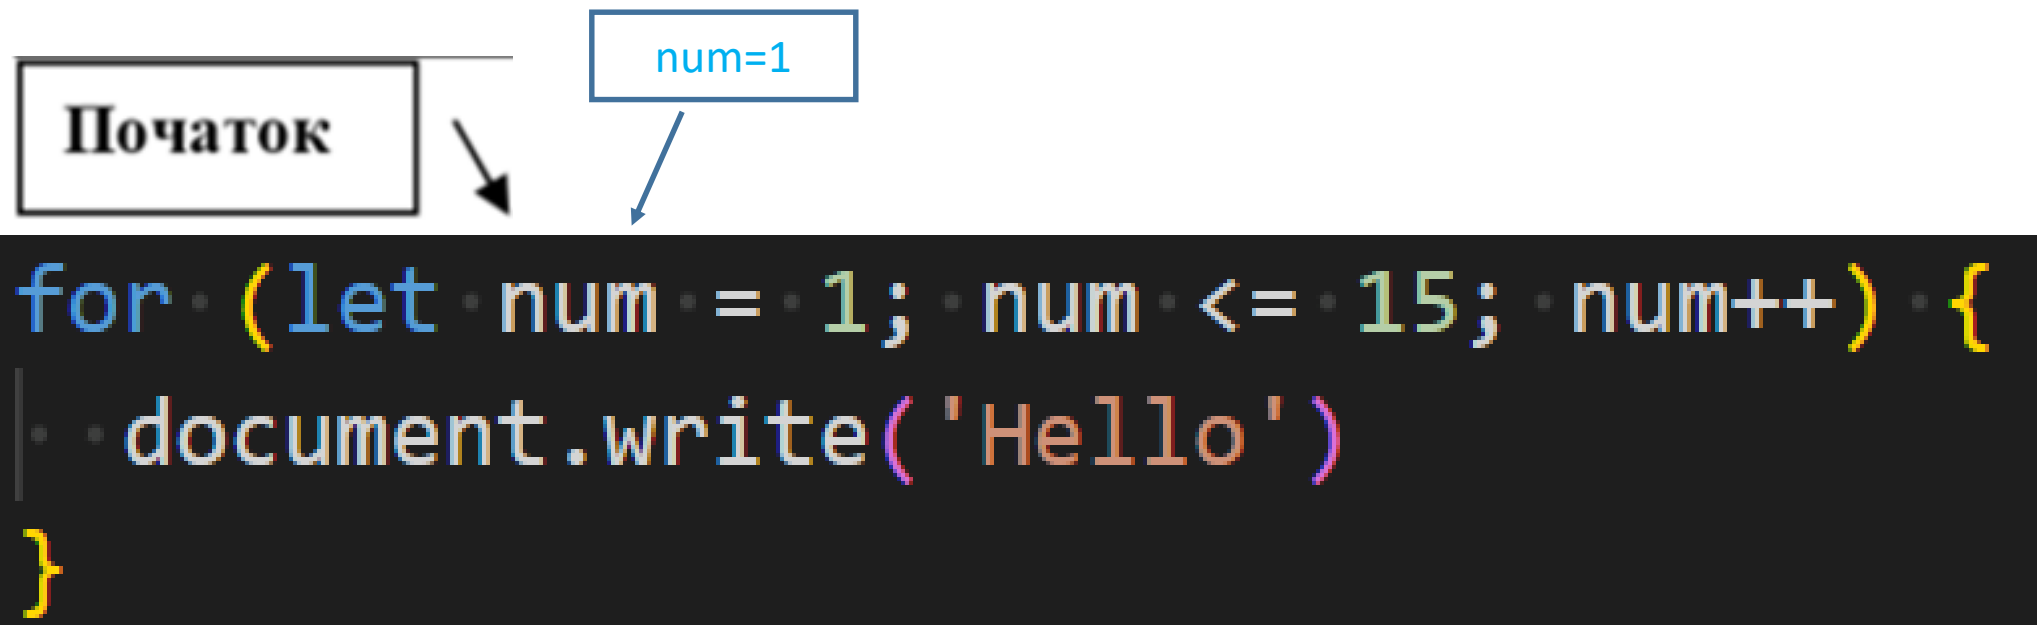 num=1
Початок
for (let num = 1; num <= 15; num++) {
document.write('Hello')
}